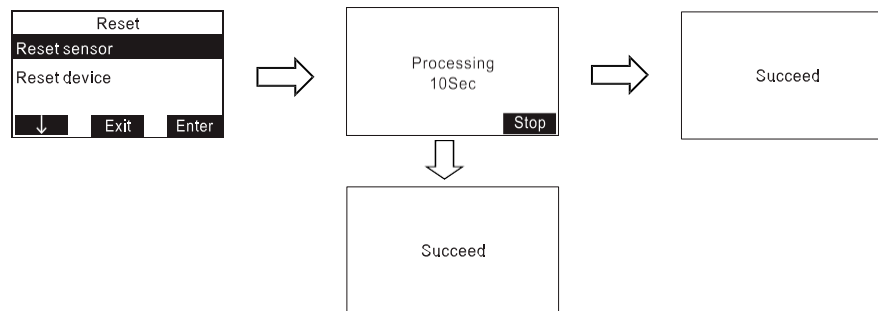 Reset
Reset sensor
Reset device
↓ Exit Enter
Processing
10Sec
Stop
Succeed
Succeed